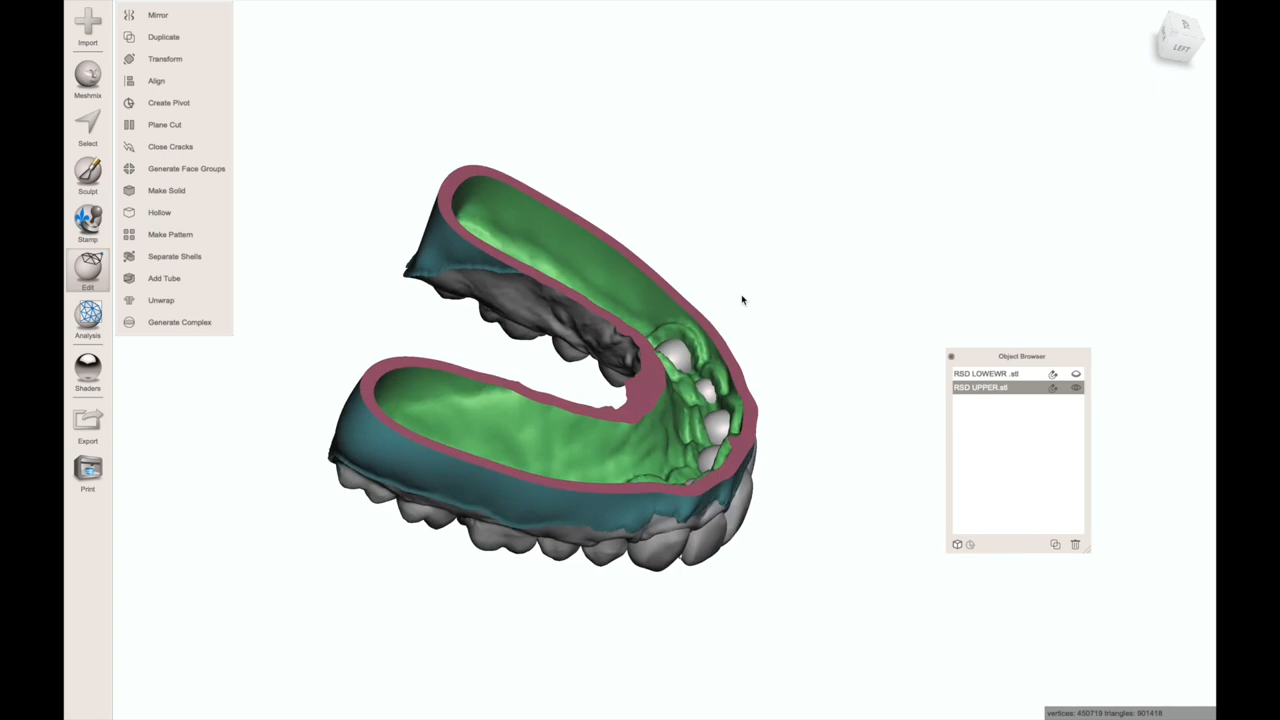 Import
Meshmix
Select
Sculpt
Stamp
Edit
Analysis
Shaders
Export
Print
Mirror
Duplicate
Transform
Align
Create Pivot
Plane Cut
Close Cracks
Generate Face Groups
Make Solid
Hollow
Make Pattern
Separate Shells
Add Tube
Unwrap
Generate Complex
TOP
LEFT
Object Browser
RSD LOWEWR .stl
RSD UPPER.stl
vertices: 450719 triangles: 901418